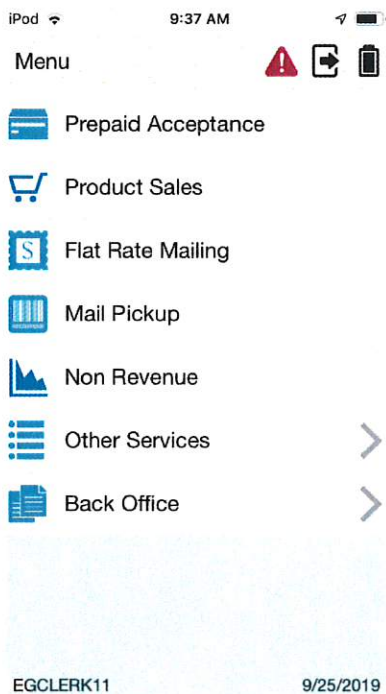 iPod 9:37 AM
Menu
Prepaid Acceptance
Product Sales
S Flat Rate Mailing
Mail Pickup
Non Revenue
Other Services
Back Office
EGCLERK11 9/25/2019